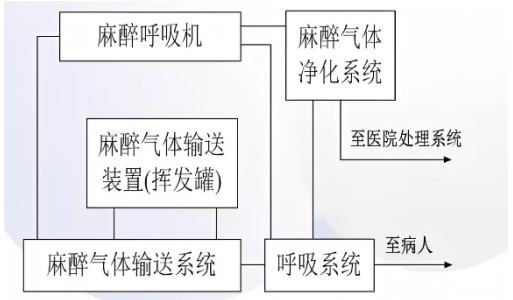 麻醉呼吸机
麻醉气体
净化系统
麻醉气体输送
装置(挥发罐)
至医院处理系统
麻醉气体输送系统
呼吸系统
至病人